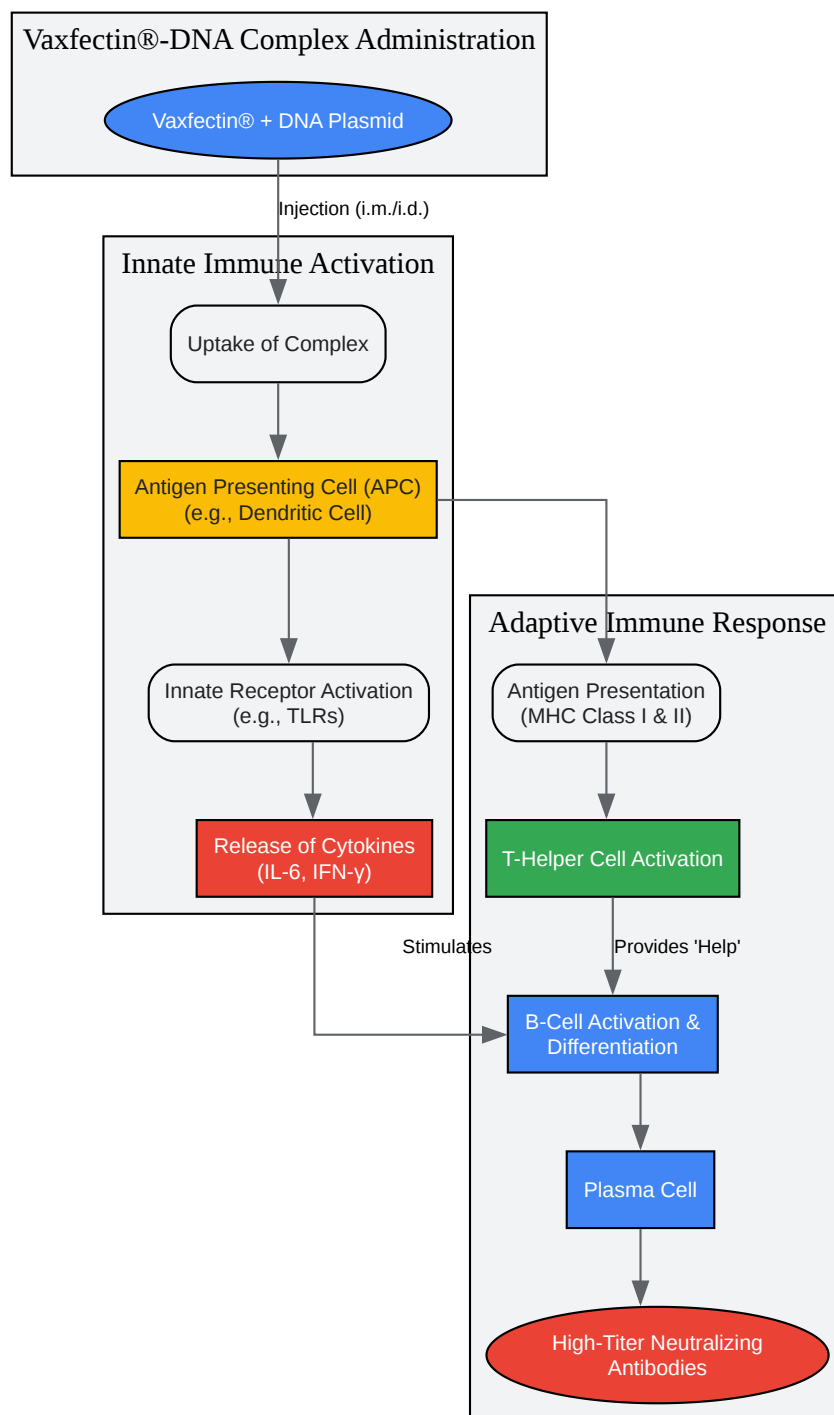 Vaxfectin®-DNA Complex Administration
Vaxfectin® + DNA Plasmid
Injection (i.m./i.d.)
Innate Immune Activation
Uptake of Complex
Antigen Presenting Cell (APC)
(e.g., Dendritic Cell)
Innate Receptor Activation
(e.g., TLRs)
Release of Cytokines
(IL-6, IFN-γ)
Stimulates
Adaptive Immune Response
Antigen Presentation
(MHC Class I & II)
T-Helper Cell Activation
Provides 'Help'
B-Cell Activation &
Differentiation
Plasma Cell
High-Titer Neutralizing
Antibodies